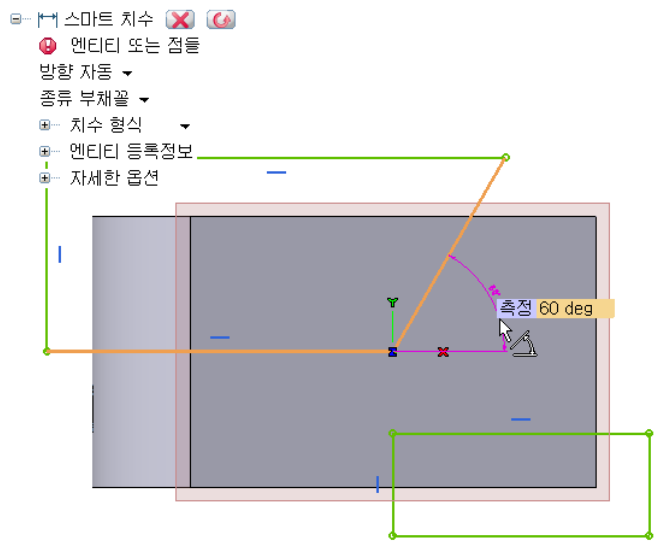 스마트 치수
엔티티 또는 점들
방향 자동
종류 부채꼴
치수 형식
엔티티 등록정보
자세한 옵션
Y
측정 60 deg
X